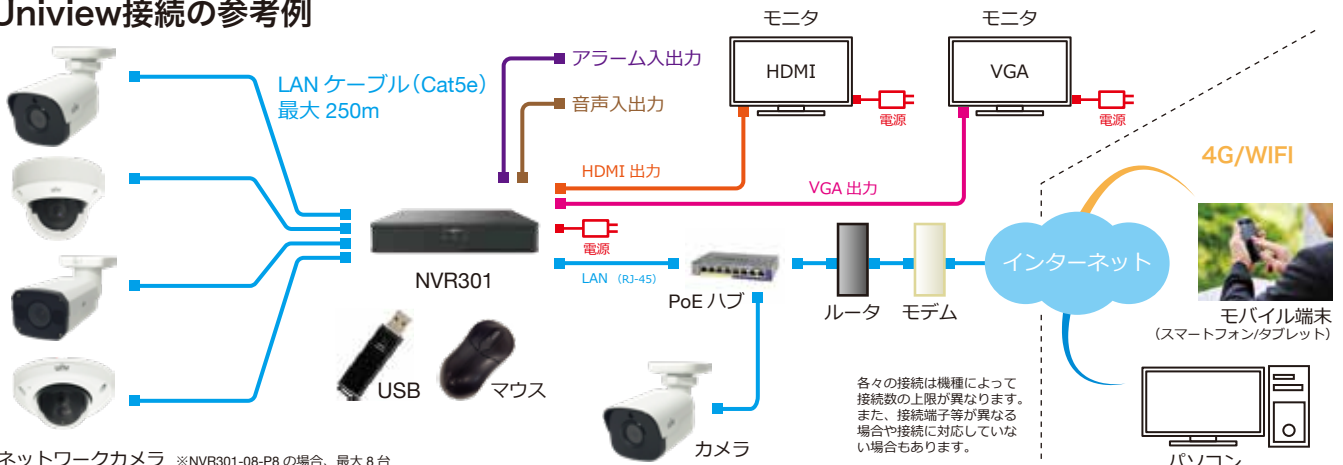 Uniview接続の参考例
モニタ
モニタ
HDMI
VGA
電源
電源
LAN ケーブル(Cat5e)
最大 250m
アラーム入出力
音声入出力
HDMI 出力
VGA 出力
4G/WIFI
NVR301
電源
LAN (RJ-45)
PoE ハブ
ルータ
モデム
インターネット
モバイル端末
(スマートフォン/タブレット)
USB
マウス
カメラ
各々の接続は機種によって
接続数の上限が異なります。
また、接続端子等が異なる
場合や接続に対応していな
い場合もあります。
ネットワークカメラ ※NVR301-08-P8 の場合、最大 8 台
パソコン